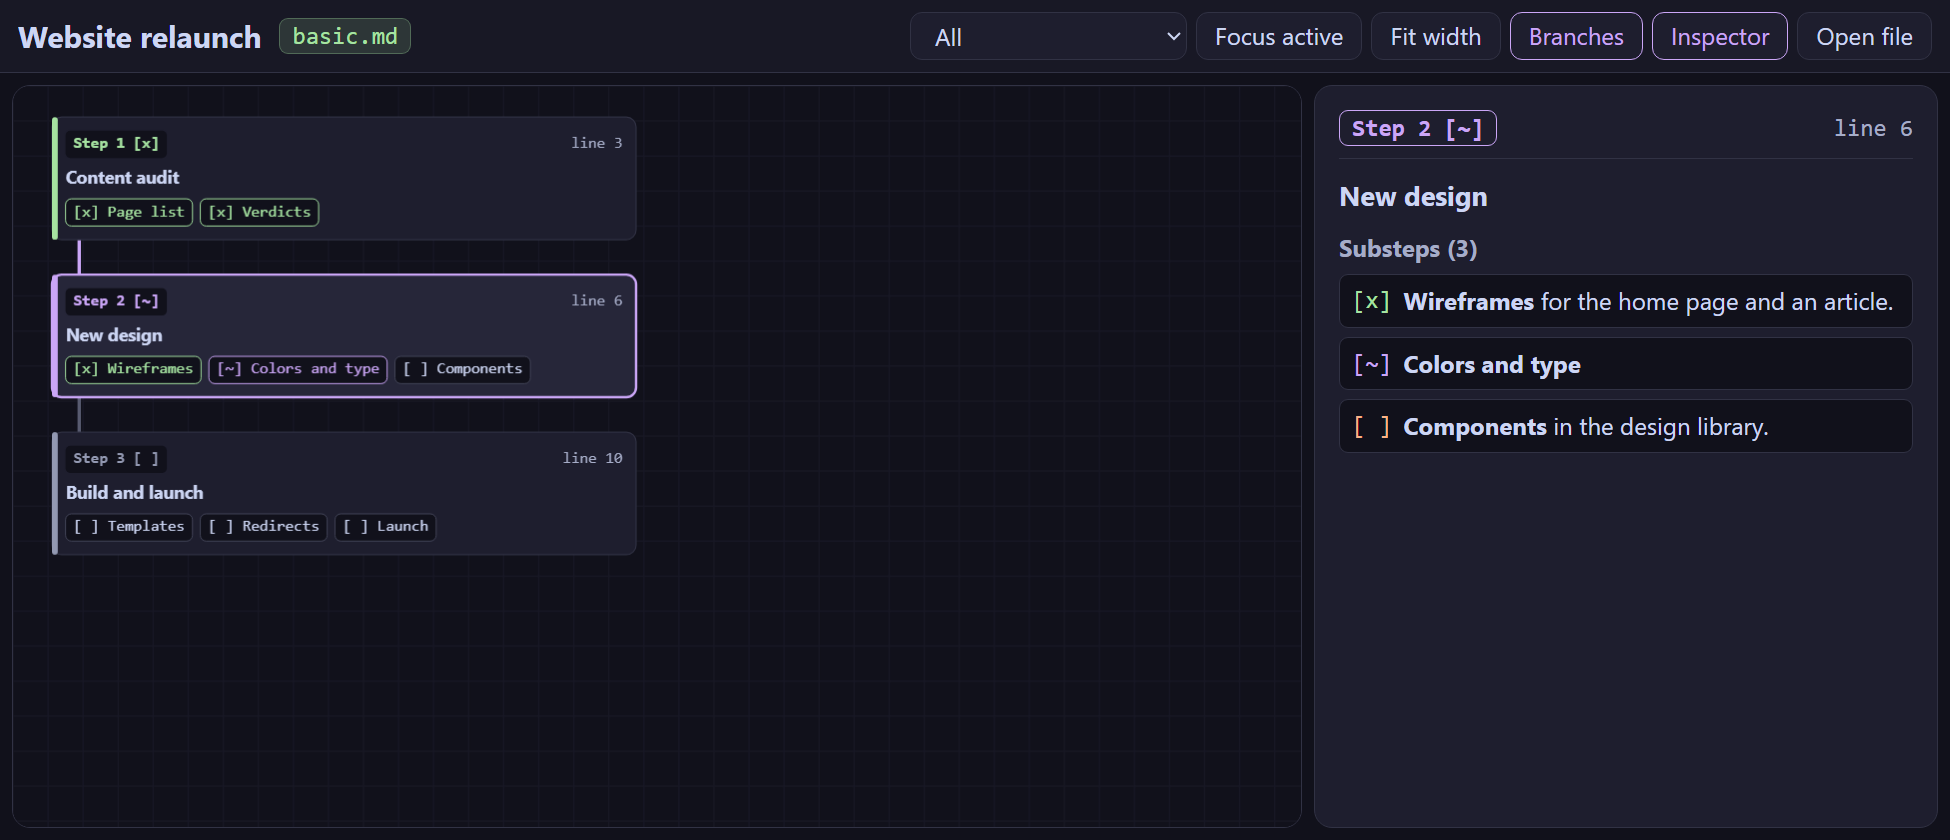 Website relaunch basic.md All Focus active Fit width Branches Inspector Open file
Step 1 [x] line 3
Content audit
[x] Page list [x] Verdicts
Step 2 [~] line 6
New design
[x] Wireframes [~] Colors and type [ ] Components
Step 3 [ ] line 10
Build and launch
[ ] Templates [ ] Redirects [ ] Launch
Step 2 [~] line 6
New design
Substeps (3)
[x] Wireframes for the home page and an article.
[~] Colors and type
[ ] Components in the design library.